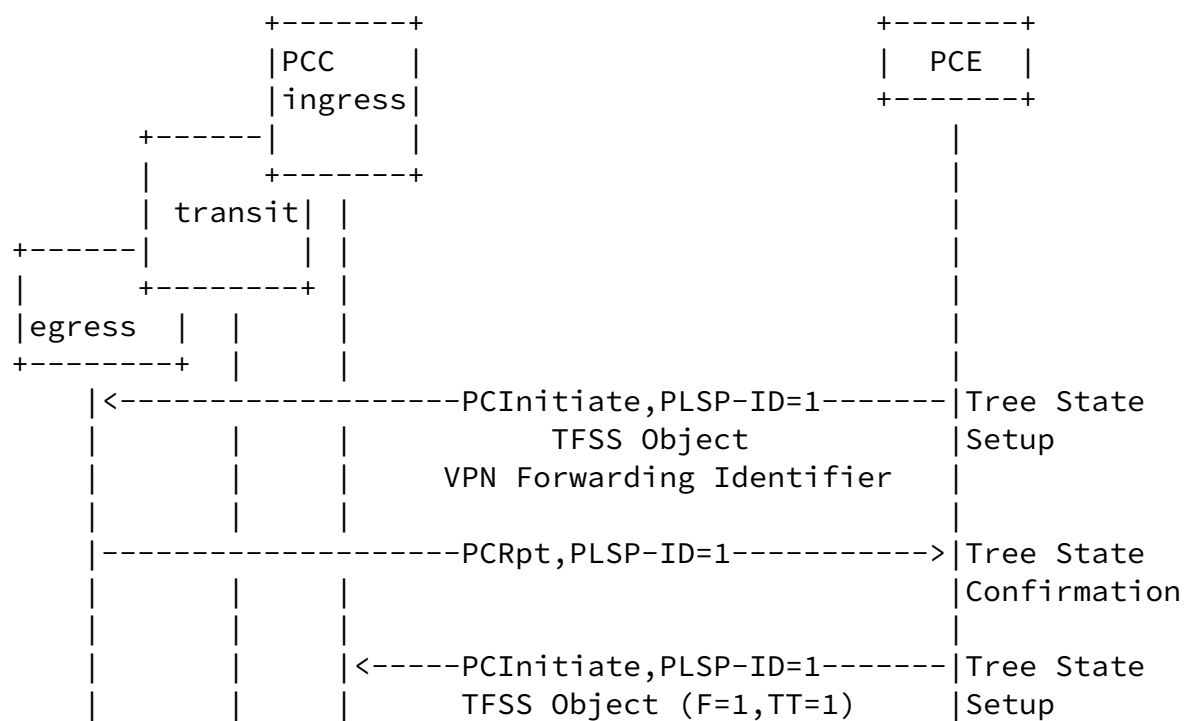 +-------+                         +-------+
                 |PCC    |                         |  PCE  |
                 |ingress|                         +-------+
          +------|       |                             |
          |      +-------+                             |
          | transit| |                                 |
   +------|        | |                                 |
   |      +--------+ |                                 |
   |egress  |  |     |                                 |
   +--------+  |     |                                 |
       |<-------------------PCInitiate,PLSP-ID=1-------|Tree State
       |       |     |           TFSS Object           |Setup
       |       |     |     VPN Forwarding Identifier   |
       |       |     |                                 |
       |--------------------PCRpt,PLSP-ID=1----------->|Tree State
       |       |     |                                 |Confirmation
       |       |     |                                 |
       |       |     |<-----PCInitiate,PLSP-ID=1-------|Tree State
       |       |     |      TFSS Object (F=1,TT=1)     |Setup